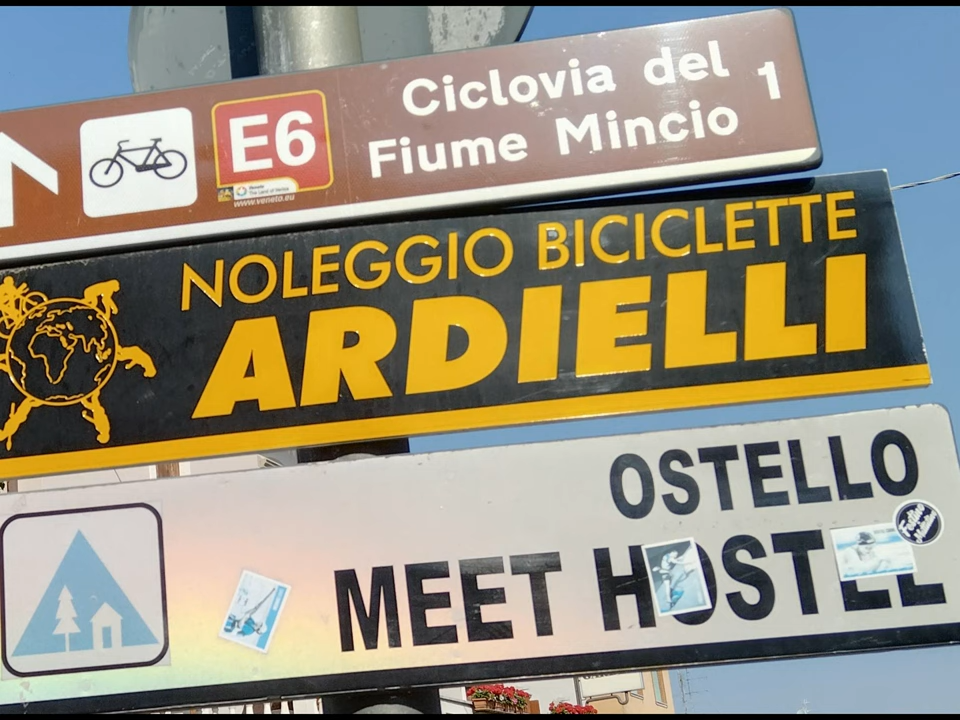 Ciclovia del
Fiume Mincio
1
E6
www.veneto.eu
NOLEGGIO BICICLETTE
ARDIELLI
OSTELLO
MEET HOSTEL